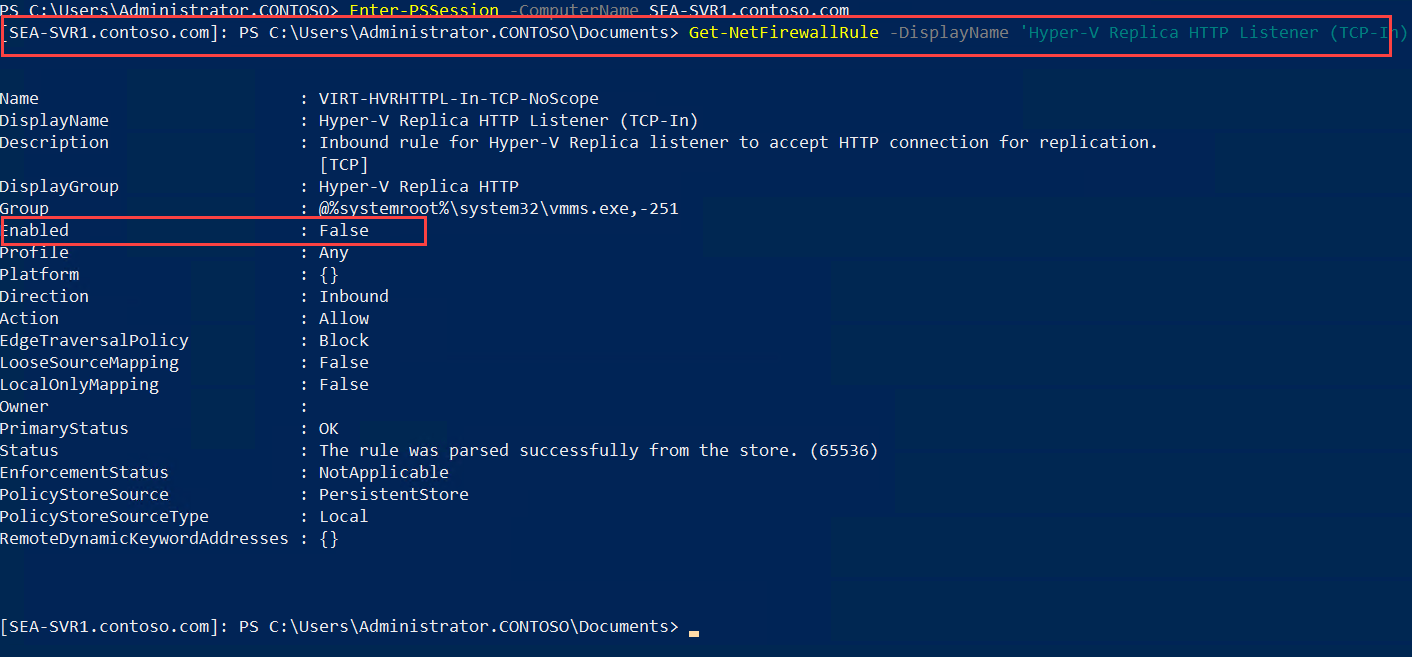 PS C:\Users\Administrator.CONTOSO> Enter-PSSession -ComputerName SEA-SVR1.contoso.com
[SEA-SVR1.contoso.com]: PS C:\Users\Administrator.CONTOSO\Documents> Get-NetFirewallRule -DisplayName 'Hyper-V Replica HTTP Listener (TCP-In)
Name : VIRT-HVRHTTPL-In-TCP-NoScope
DisplayName : Hyper-V Replica HTTP Listener (TCP-In)
Description : Inbound rule for Hyper-V Replica listener to accept HTTP connection for replication.
[TCP]
DisplayGroup : Hyper-V Replica HTTP
Group : @%systemroot%\system32\vmms.exe,-251
Enabled : False
Profile : Any
Platform : {}
Direction : Inbound
Action : Allow
EdgeTraversalPolicy : Block
LooseSourceMapping : False
LocalOnlyMapping : False
Owner :
PrimaryStatus : OK
Status : The rule was parsed successfully from the store. (65536)
EnforcementStatus : NotApplicable
PolicyStoreSource : PersistentStore
PolicyStoreSourceType : Local
RemoteDynamicKeywordAddresses : {}
[SEA-SVR1.contoso.com]: PS C:\Users\Administrator.CONTOSO\Documents>